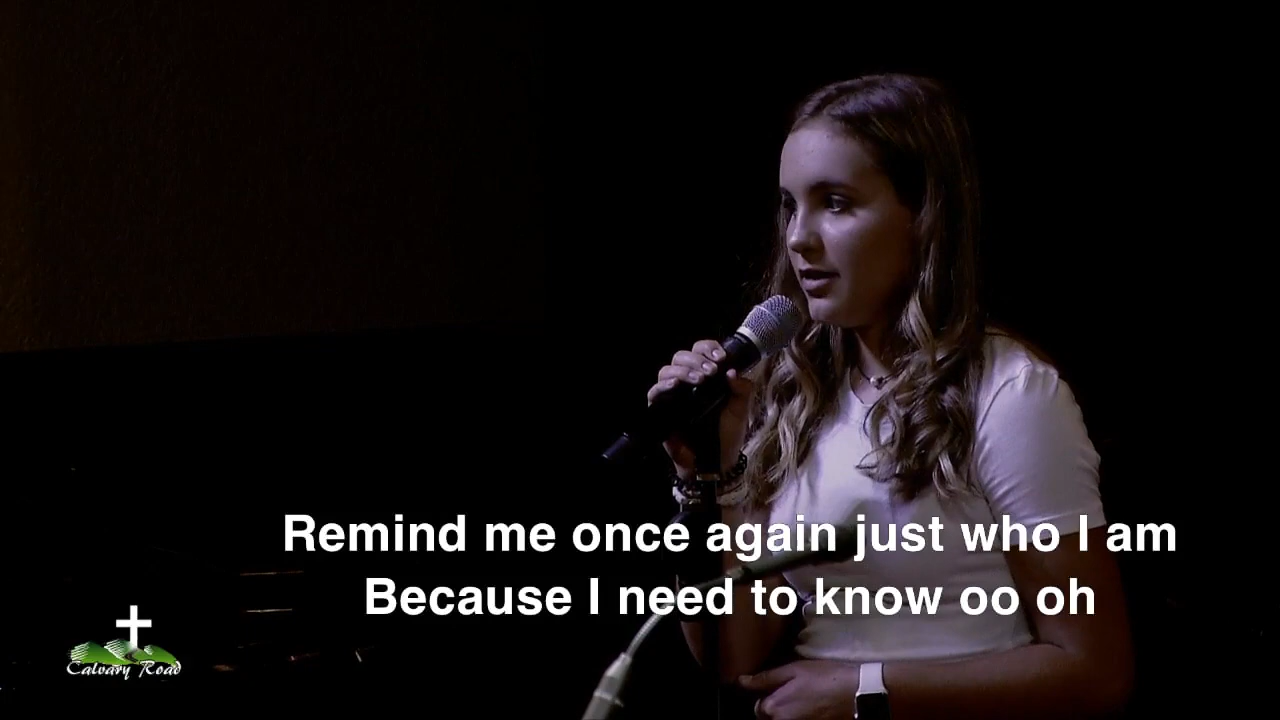 Remind me once again just who I am
Because I need to know oo oh
Calvary Road